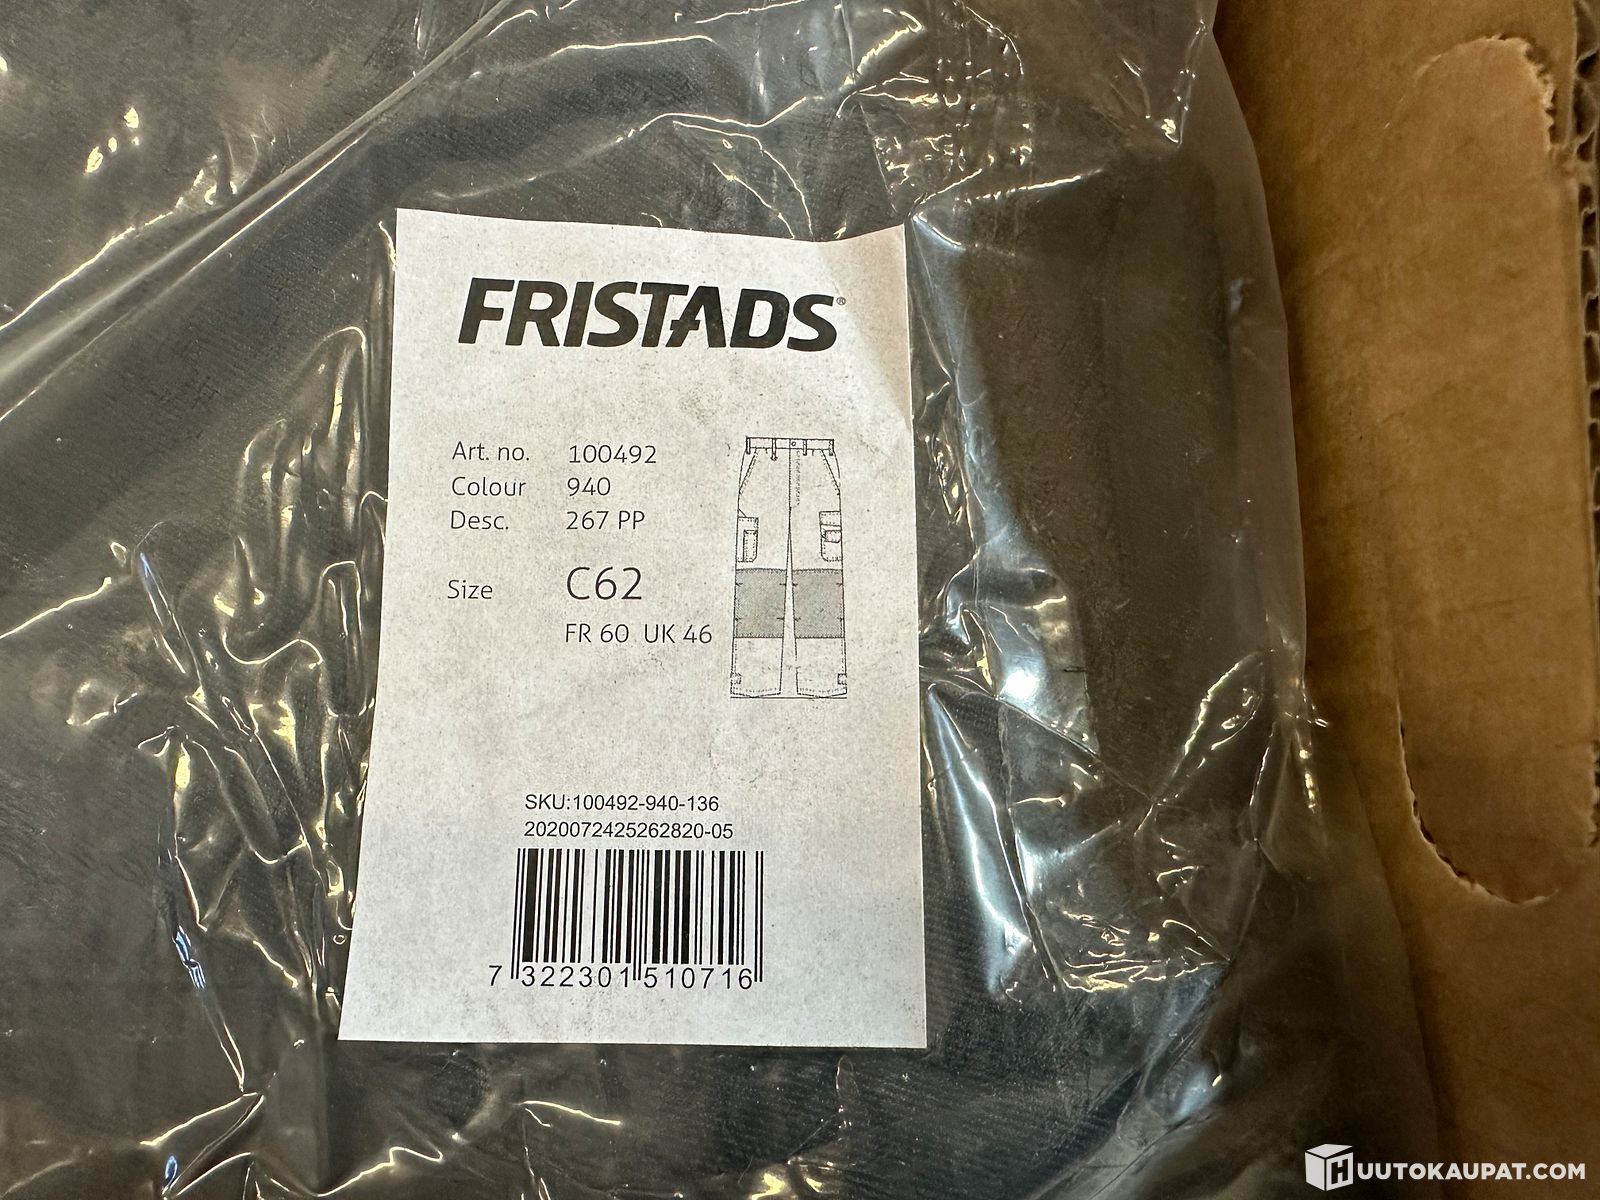 FRISTADS®
Art. no. 100492
Colour 940
Desc. 267 PP
Size C62
FR 60 UK 46
SKU:100492-940-136
2020072425262820-05
7 322301 510716
HUUTOKAUPAT.COM